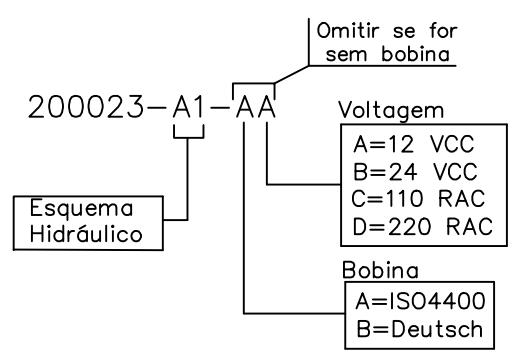 Omitir se for
sem bobina
200023-A1-AA
Voltagem
A=12 VCC
B=24 VCC
C=110 RAC
D=220 RAC
Esquema
Hidráulico
Bobina
A=ISO4400
B=Deutsch